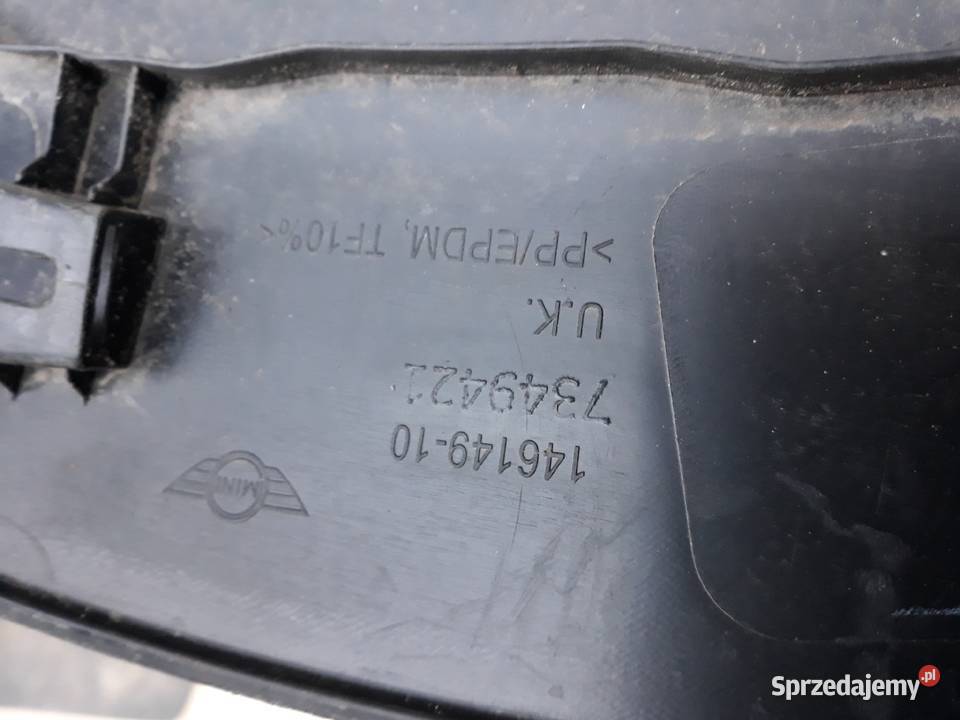 MINI
146149-10
7349421
U.K.
>PP/EPDM, TF10%<
Sprzedajemy.pl